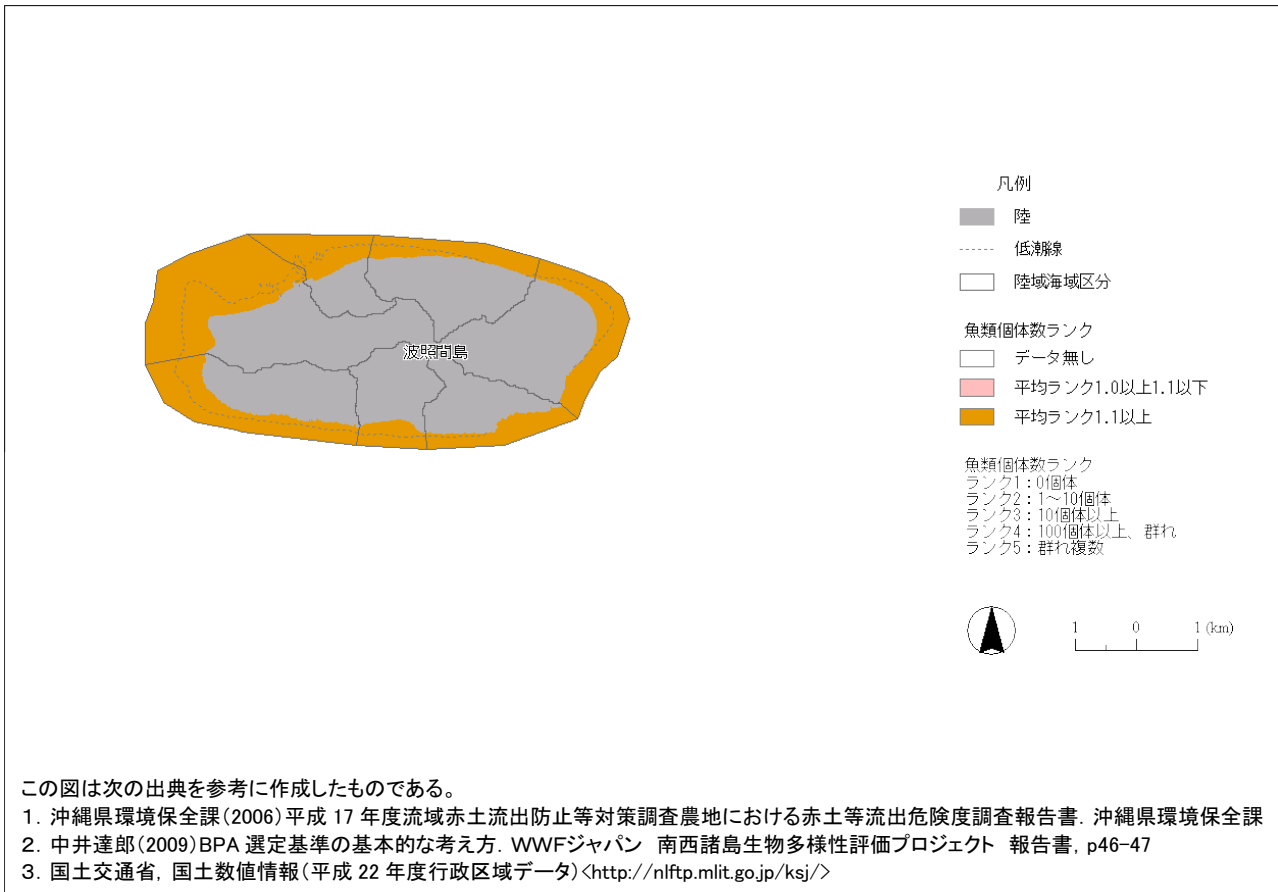 凡例
陸
低潮線
陸域海域区分
魚類個体数ランク
データ無し
平均ランク1.0以上1.1以下
平均ランク1.1以上
魚類個体数ランク
ランク1：0個体
ランク2：1～10個体
ランク3：10個体以上
ランク4：100個体以上、群れ
ランク5：群れ複数
波照間島
1 0 1 (km)
この図は次の出典を参考に作成したものである。
1. 沖縄県環境保全課(2006)平成 17 年度流域赤土流出防止等対策調査農地における赤土等流出危険度調査報告書. 沖縄県環境保全課
2. 中井達郎(2009)BPA 選定基準の基本的な考え方. WWFジャパン 南西諸島生物多様性評価プロジェクト 報告書, p46-47
3. 国土交通省, 国土数値情報(平成 22 年度行政区域データ)<http://nlftp.mlit.go.jp/ksj/>